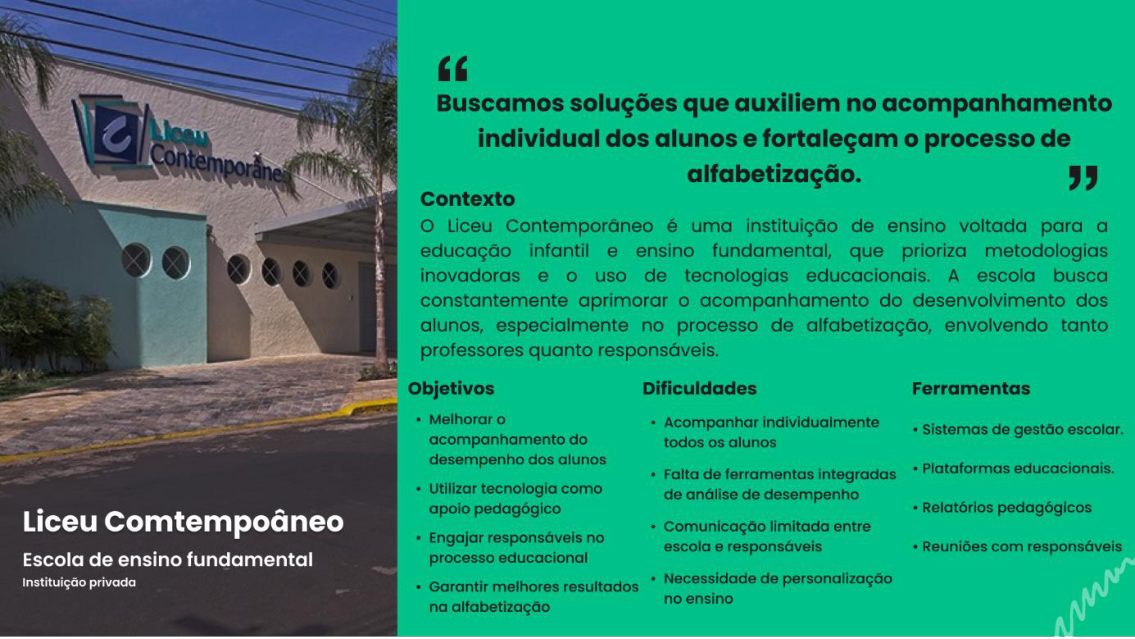 Liceu
Contemporâne
Liceu Comtempoâneo
Escola de ensino fundamental
Instituição privada
“
Buscamos soluções que auxiliem no acompanhamento
individual dos alunos e fortaleçam o processo de
alfabetização.
”
Contexto
O Liceu Contemporâneo é uma instituição de ensino voltada para a
educação infantil e ensino fundamental, que prioriza metodologias
inovadoras e o uso de tecnologias educacionais. A escola busca
constantemente aprimorar o acompanhamento do desenvolvimento dos
alunos, especialmente no processo de alfabetização, envolvendo tanto
professores quanto responsáveis.
Objetivos
• Melhorar o
acompanhamento do
desempenho dos alunos
• Utilizar tecnologia como
apoio pedagógico
• Engajar responsáveis no
processo educacional
• Garantir melhores resultados
na alfabetização
Dificuldades
• Acompanhar individualmente
todos os alunos
• Falta de ferramentas integradas
de análise de desempenho
• Comunicação limitada entre
escola e responsáveis
• Necessidade de personalização
no ensino
Ferramentas
• Sistemas de gestão escolar.
• Plataformas educacionais.
• Relatórios pedagógicos
• Reuniões com responsáveis